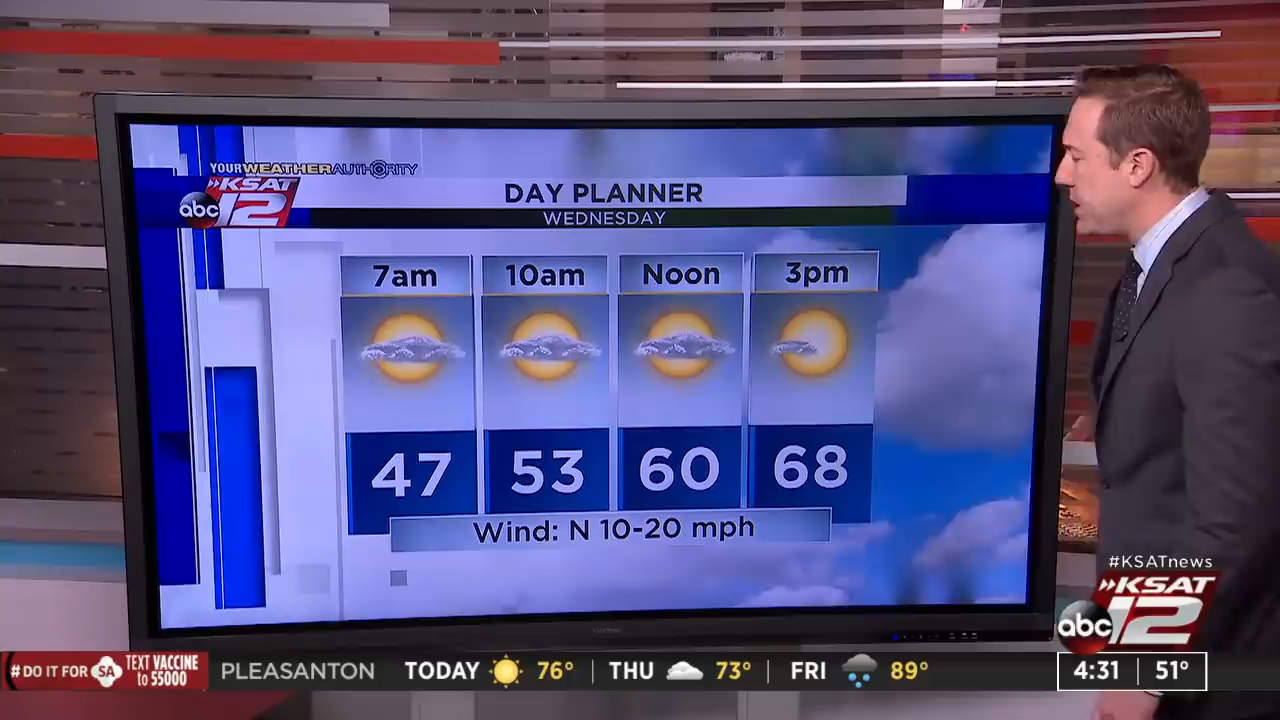 YOUR WEATHER AUTHORITY
KSAT
abc 12
DAY PLANNER
WEDNESDAY
7am 10am Noon 3pm
47 53 60 68
Wind: N 10-20 mph
#KSATnews
KSAT
abc 12
#DO IT FOR SA TEXT VACCINE to 55000
PLEASANTON TODAY 76° THU 73° FRI 89°
4:31 51°